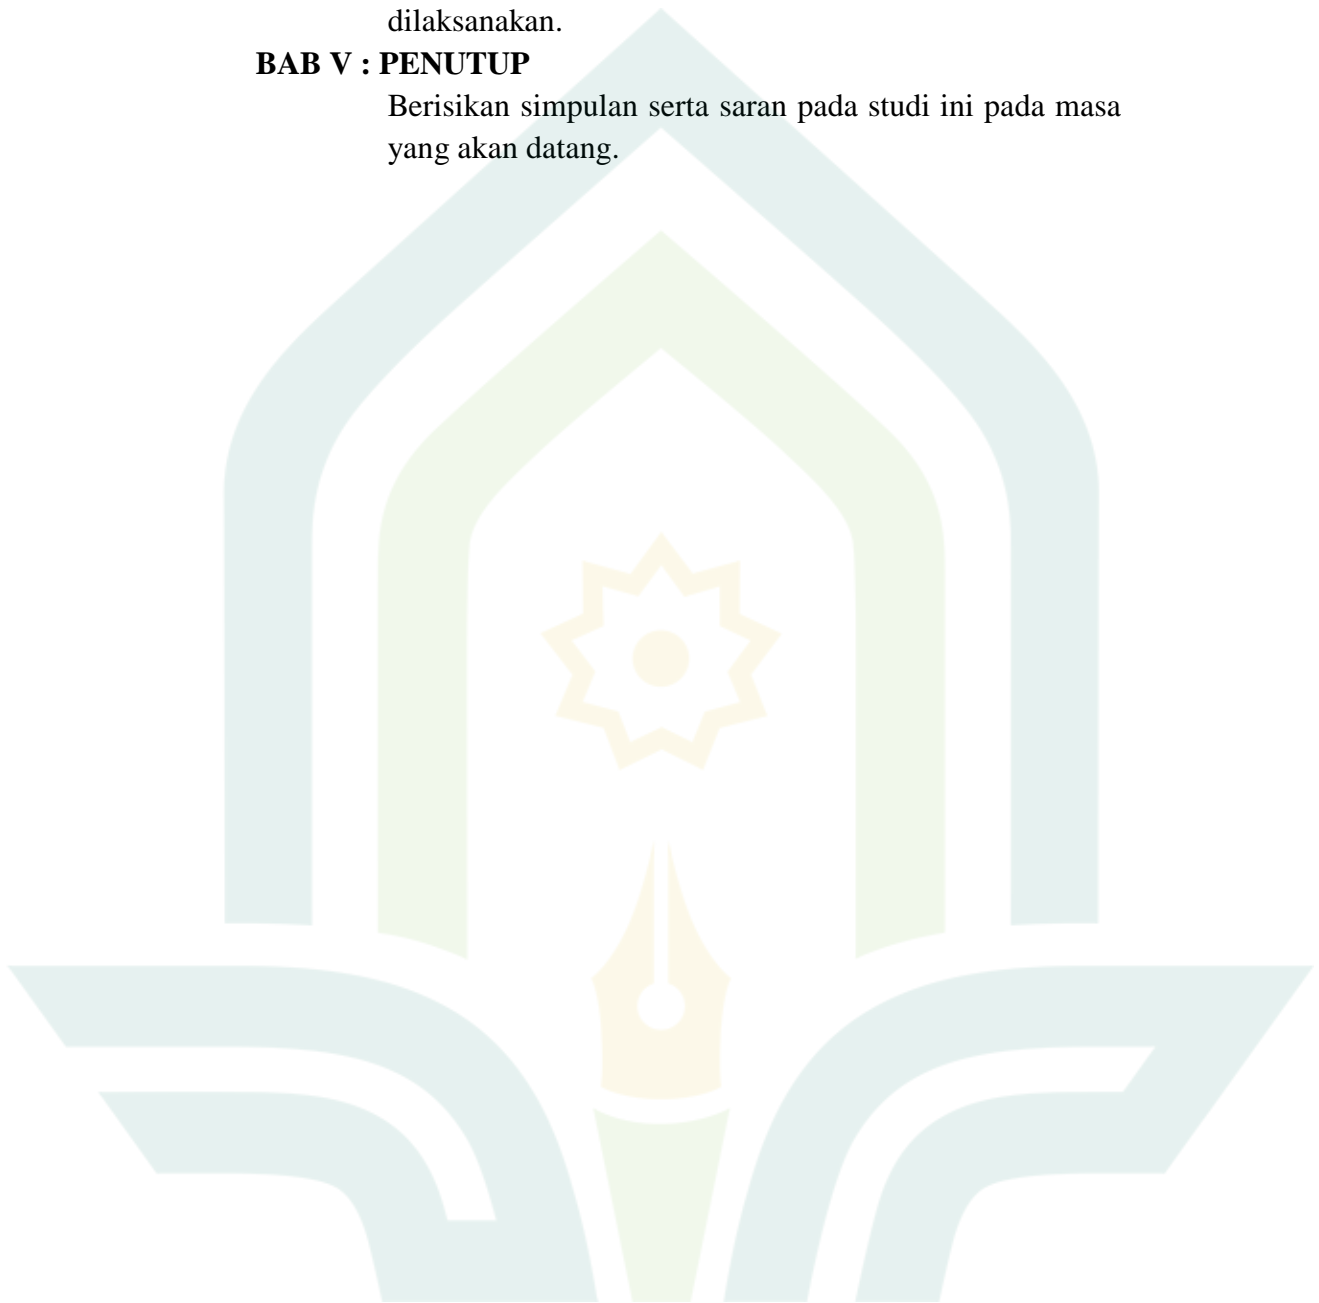 dilaksanakan.
BAB V : PENUTUP
Berisikan simpulan serta saran pada studi ini pada masa
yang akan datang.